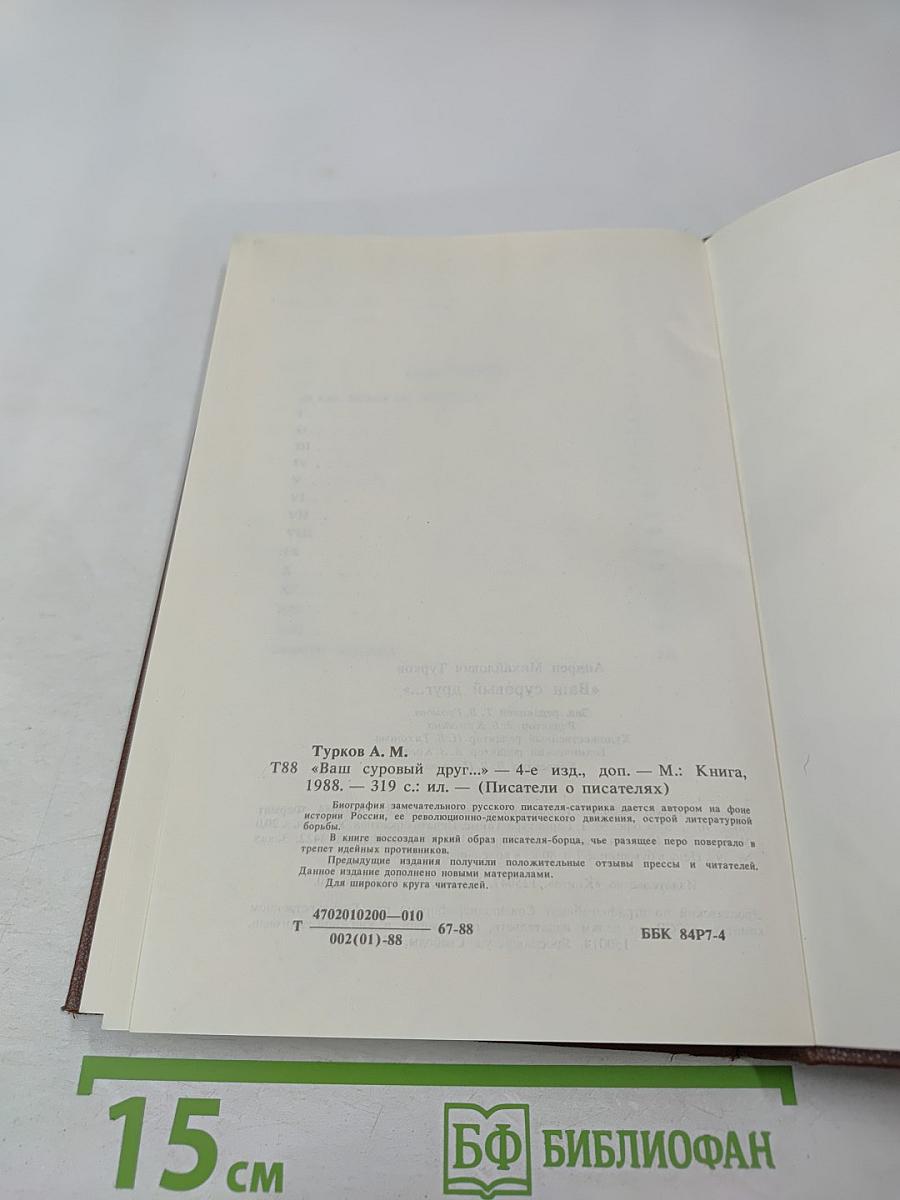 Турков А. М.
Т88 «Ваш суровый друг...» — 4-е изд., доп. — М.: Книга,
1988. — 319 с.: ил. — (Писатели о писателях)
Биография замечательного русского писателя-сатирика дается автором на фоне
истории России, ее революционно-демократического движения, острой литературной
борьбы.
В книге воссоздан яркий образ писателя-борца, чье разящее перо повергало в
трепет идейных противников.
Предыдущие издания получили положительные отзывы прессы и читателей.
Данное издание дополнено новыми материалами.
Для широкого круга читателей.
Т 4702010200—010 67-88
002(01)-88
ББК 84Р7-4
15 см
БФ БИБЛИОФАН